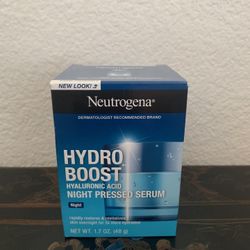 NEW LOOK!
Neutrogena®
DERMATOLOGIST RECOMMENDED BRAND
HYDRO
BOOST
HYALURONIC ACID
NIGHT PRESSED SERUM
Night
NET WT. 1.7 OZ. (48 g)